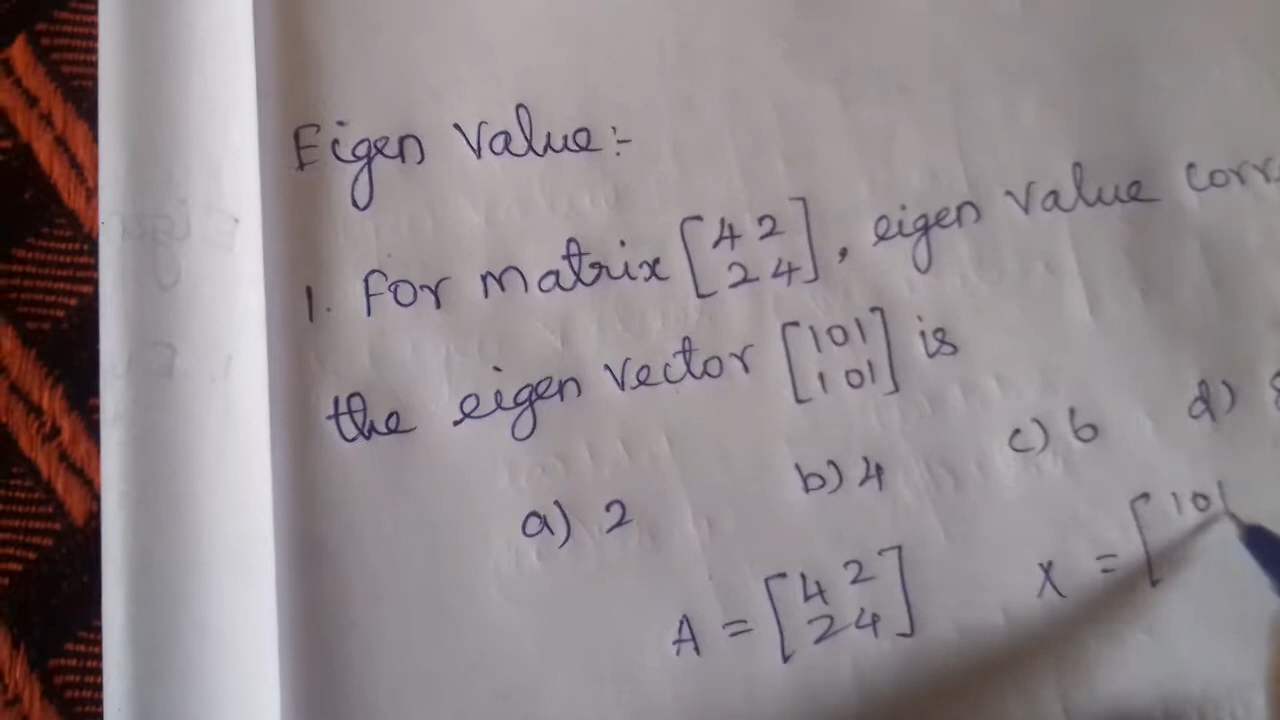 Eigen Value:-
1. For matrix [4 2
2 4], eigen value
the eigen vector [101
101] is
a) 2 b) 4 c) 6 d)
A = [4 2
2 4] X = [101